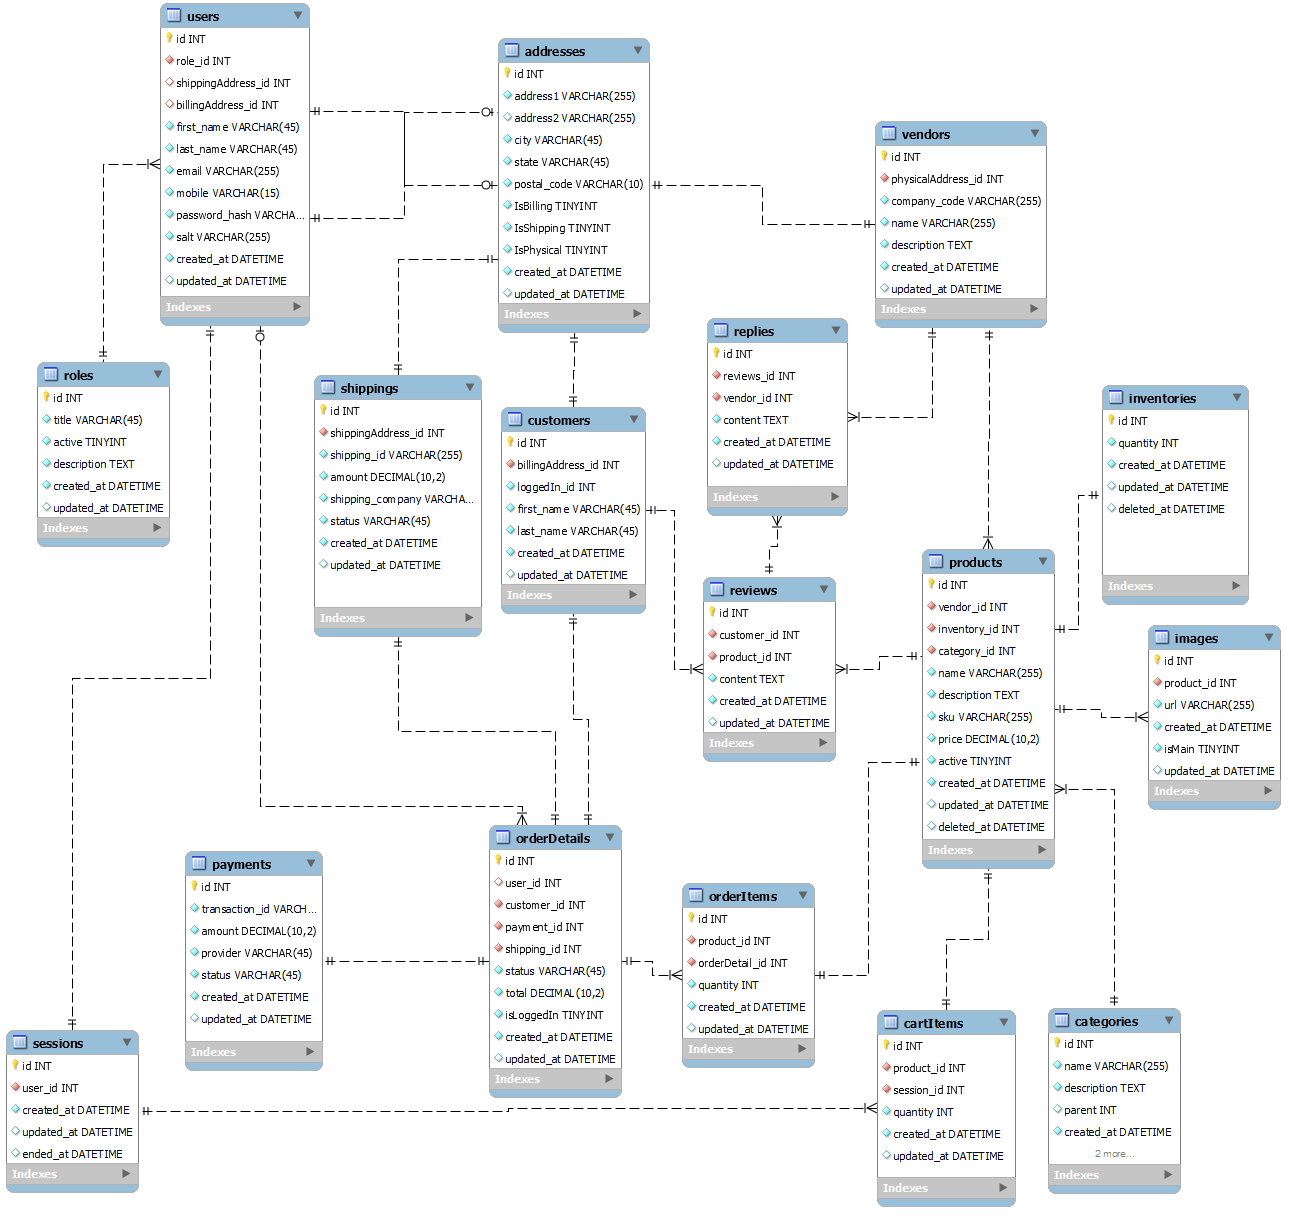 users
id INT
role_id INT
shippingAddress_id INT
billingAddress_id INT
first_name VARCHAR(45)
last_name VARCHAR(45)
email VARCHAR(255)
mobile VARCHAR(15)
password_hash VARCHA...
salt VARCHAR(255)
created_at DATETIME
updated_at DATETIME
Indexes
addresses
id INT
address1 VARCHAR(255)
address2 VARCHAR(255)
city VARCHAR(45)
state VARCHAR(45)
postal_code VARCHAR(10)
IsBilling TINYINT
IsShipping TINYINT
IsPhysical TINYINT
created_at DATETIME
updated_at DATETIME
Indexes
vendors
id INT
physicalAddress_id INT
company_code VARCHAR(255)
name VARCHAR(255)
description TEXT
created_at DATETIME
updated_at DATETIME
Indexes
replies
id INT
reviews_id INT
vendor_id INT
content TEXT
created_at DATETIME
updated_at DATETIME
Indexes
roles
id INT
title VARCHAR(45)
active TINYINT
description TEXT
created_at DATETIME
updated_at DATETIME
Indexes
shippings
id INT
shippingAddress_id INT
shipping_id VARCHAR(255)
amount DECIMAL(10,2)
shipping_company VARCHA...
status VARCHAR(45)
created_at DATETIME
updated_at DATETIME
Indexes
customers
id INT
billingAddress_id INT
loggedIn_id INT
first_name VARCHAR(45)
last_name VARCHAR(45)
created_at DATETIME
updated_at DATETIME
Indexes
inventories
id INT
quantity INT
created_at DATETIME
updated_at DATETIME
deleted_at DATETIME
Indexes
reviews
id INT
customer_id INT
product_id INT
content TEXT
created_at DATETIME
updated_at DATETIME
Indexes
products
id INT
vendor_id INT
inventory_id INT
category_id INT
name VARCHAR(255)
description TEXT
sku VARCHAR(255)
price DECIMAL(10,2)
active TINYINT
created_at DATETIME
updated_at DATETIME
deleted_at DATETIME
Indexes
images
id INT
product_id INT
url VARCHAR(255)
created_at DATETIME
isMain TINYINT
updated_at DATETIME
Indexes
payments
id INT
transaction_id VARCH...
amount DECIMAL(10,2)
provider VARCHAR(45)
status VARCHAR(45)
created_at DATETIME
updated_at DATETIME
Indexes
orderDetails
id INT
user_id INT
customer_id INT
payment_id INT
shipping_id INT
status VARCHAR(45)
total DECIMAL(10,2)
isLoggedIn TINYINT
created_at DATETIME
updated_at DATETIME
Indexes
orderItems
id INT
product_id INT
orderDetail_id INT
quantity INT
created_at DATETIME
updated_at DATETIME
Indexes
sessions
id INT
user_id INT
created_at DATETIME
updated_at DATETIME
ended_at DATETIME
Indexes
cartItems
id INT
product_id INT
session_id INT
quantity INT
created_at DATETIME
updated_at DATETIME
Indexes
categories
id INT
name VARCHAR(255)
description TEXT
parent INT
created_at DATETIME
2 more...
Indexes